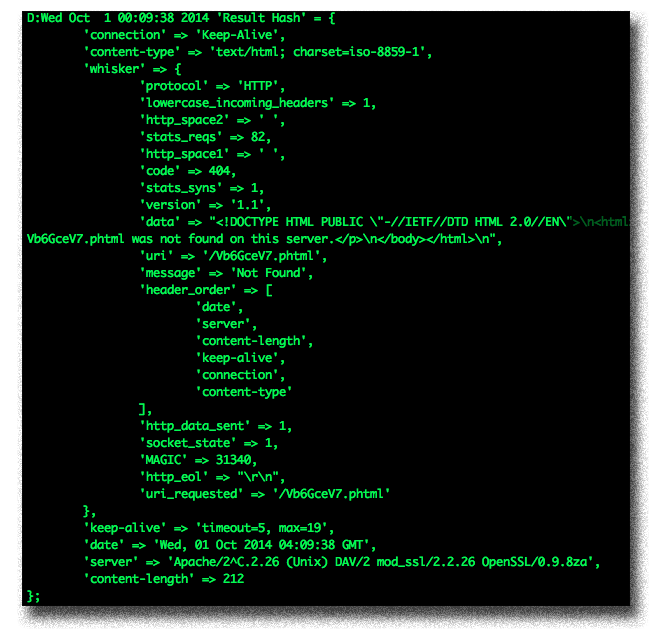 D:Wed Oct  1 00:09:38 2014 'Result Hash' = {
        'connection' => 'Keep-Alive',
        'content-type' => 'text/html; charset=iso-8859-1',
        'whisker' => {
                'protocol' => 'HTTP',
                'lowercase_incoming_headers' => 1,
                'http_space2' => ' ',
                'stats_reqs' => 82,
                'http_space1' => ' ',
                'code' => 404,
                'stats_syns' => 1,
                'version' => '1.1',
                'data' => "<!DOCTYPE HTML PUBLIC \"-//IETF//DTD HTML 2.0//EN\">\n<html
Vb6GceV7.phtml was not found on this server.</p>\n</body></html>\n",
                'uri' => '/Vb6GceV7.phtml',
                'message' => 'Not Found',
                'header_order' => [
                        'date',
                        'server',
                        'content-length',
                        'keep-alive',
                        'connection',
                        'content-type'
                ],
                'http_data_sent' => 1,
                'socket_state' => 1,
                'MAGIC' => 31340,
                'http_eol' => "\r\n",
                'uri_requested' => '/Vb6GceV7.phtml'
        },
        'keep-alive' => 'timeout=5, max=19',
        'date' => 'Wed, 01 Oct 2014 04:09:38 GMT',
        'server' => 'Apache/2^C.2.26 (Unix) DAV/2 mod_ssl/2.2.26 OpenSSL/0.9.8za',
        'content-length' => 212
};